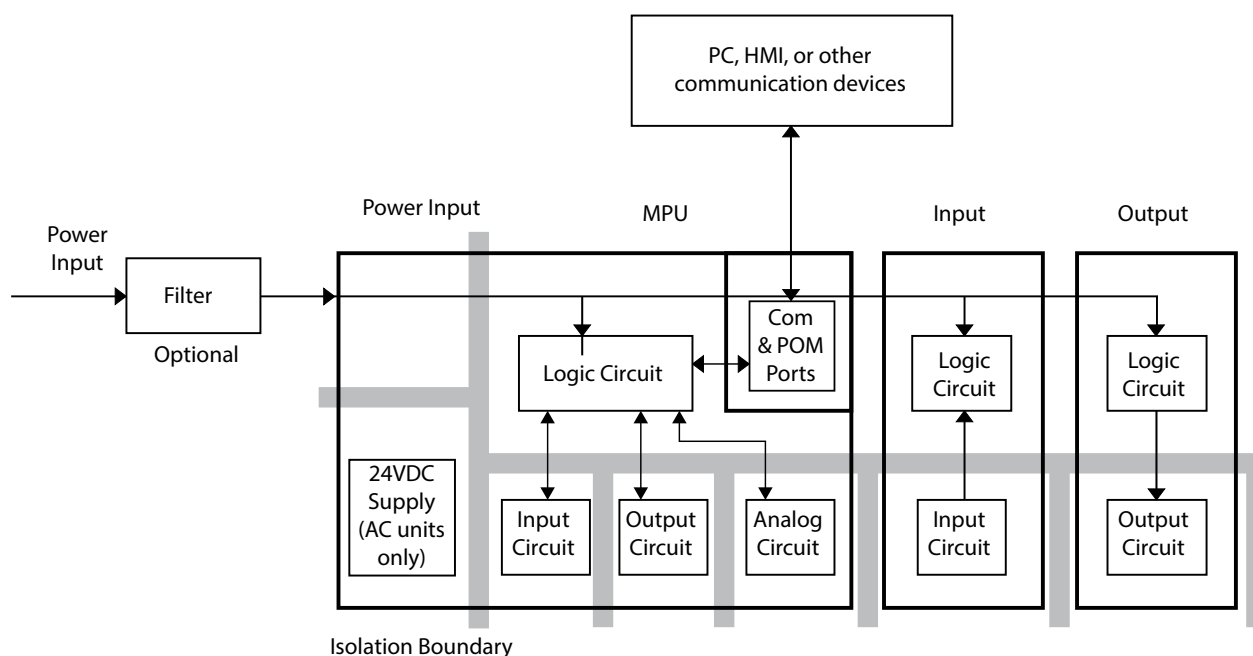 PC, HMI, or other
communication devices
Power Input
MPU
Input
Output
Power
Input
Filter
Optional
Logic Circuit
Com
& POM
Ports
Logic
Circuit
Logic
Circuit
24VDC
Supply
(AC units
only)
Input
Circuit
Output
Circuit
Analog
Circuit
Input
Circuit
Output
Circuit
Isolation Boundary